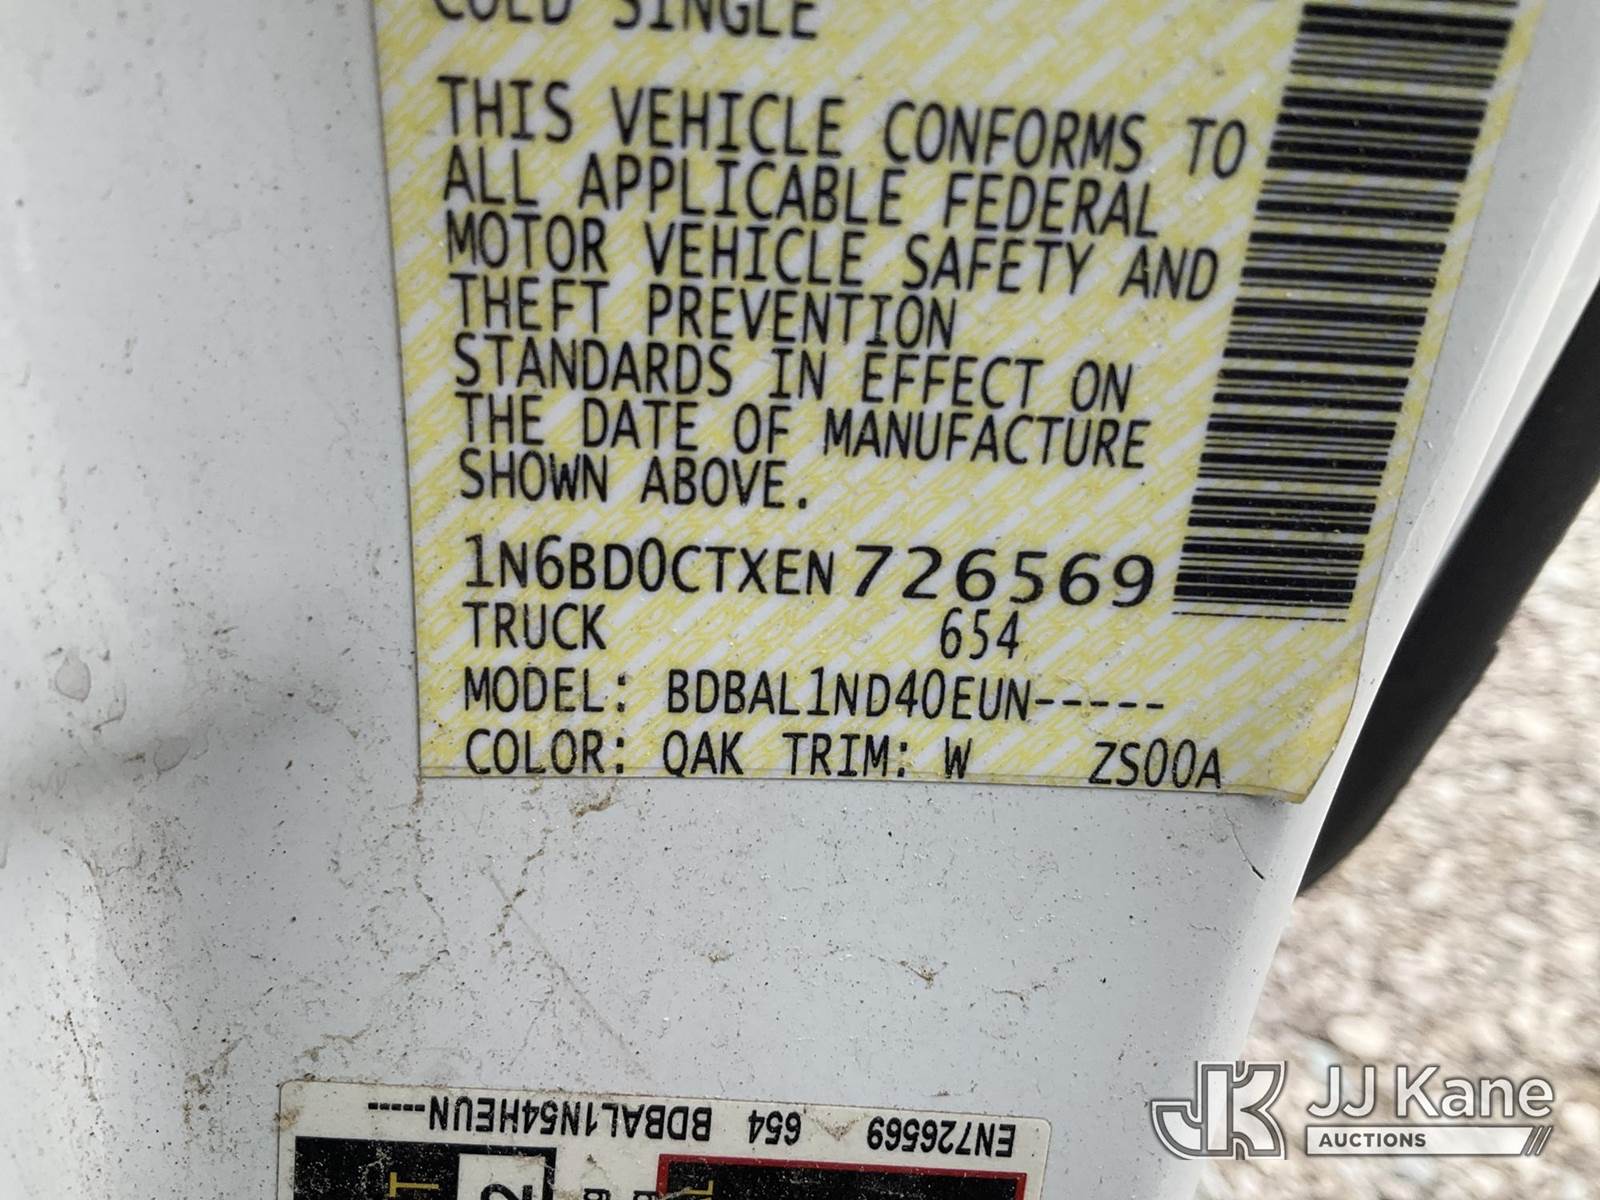 COLD SINGLE
THIS VEHICLE CONFORMS TO
ALL APPLICABLE FEDERAL
MOTOR VEHICLE SAFETY AND
THEFT PREVENTION
STANDARDS IN EFFECT ON
THE DATE OF MANUFACTURE
SHOWN ABOVE.
1N6BD0CTXEN726569
TRUCK 654
MODEL: BDBAL1ND40EUN-----
COLOR: QAK TRIM: W ZS00A
EN726569 654 BDBAL1N54HEUN-----
JJ Kane
AUCTIONS